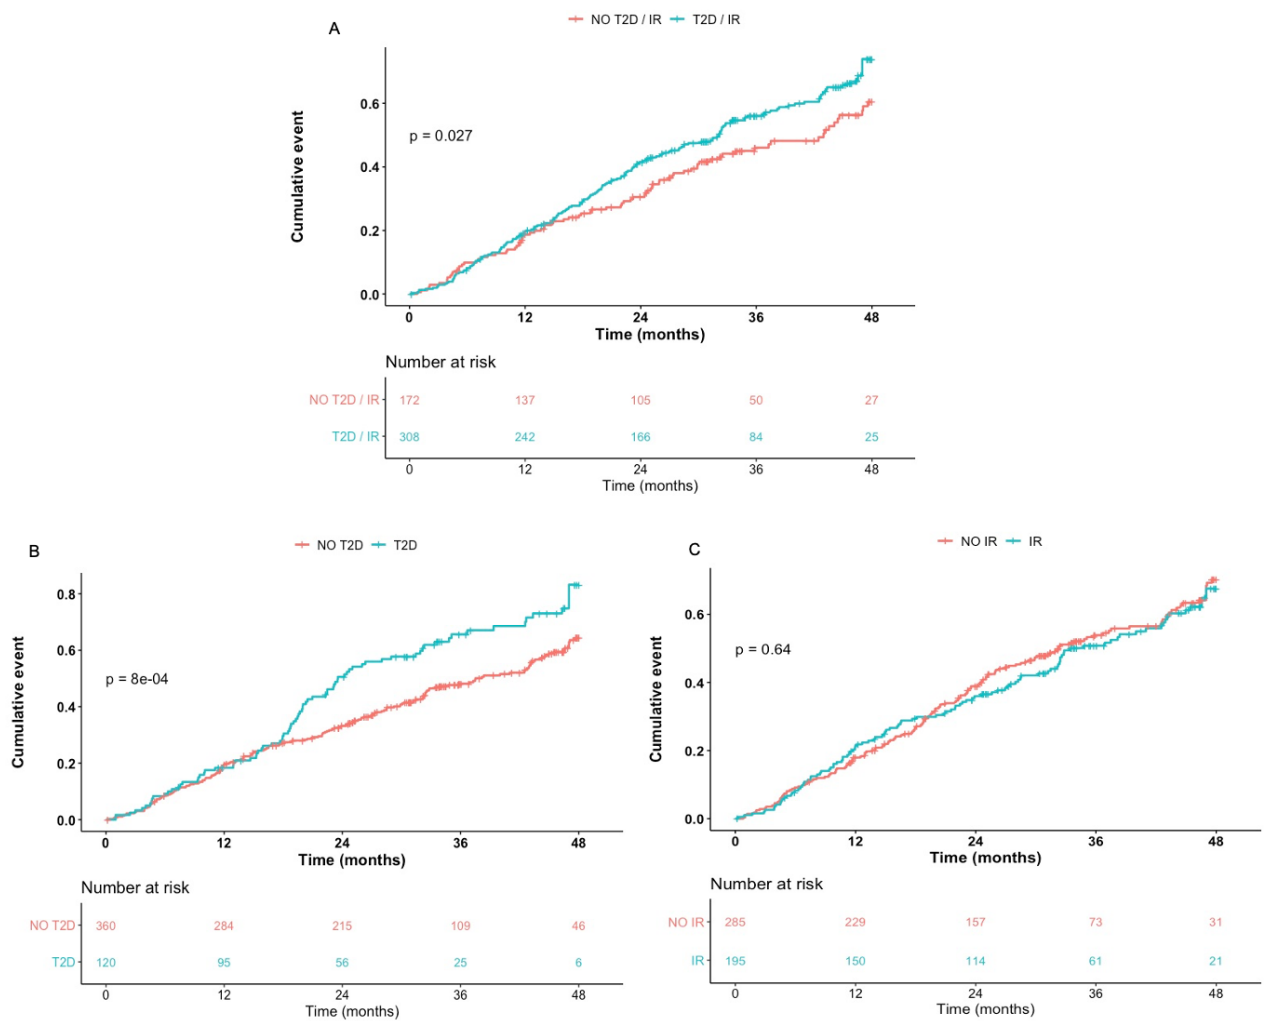 A
NO T2D / IR T2D / IR
Cumulative event
0.6
0.4
0.2
0.0
p = 0.027
0 12 24 36 48
Time (months)
Number at risk
NO T2D / IR 172 137 105 50 27
T2D / IR 308 242 166 84 25
0 12 24 36 48
Time (months)
B
NO T2D T2D
Cumulative event
0.8
0.6
0.4
0.2
0.0
p = 8e-04
0 12 24 36 48
Time (months)
Number at risk
NO T2D 360 284 215 109 46
T2D 120 95 56 25 6
0 12 24 36 48
Time (months)
C
NO IR IR
Cumulative event
0.6
0.4
0.2
0.0
p = 0.64
0 12 24 36 48
Time (months)
Number at risk
NO IR 285 229 157 73 31
IR 195 150 114 61 21
0 12 24 36 48
Time (months)